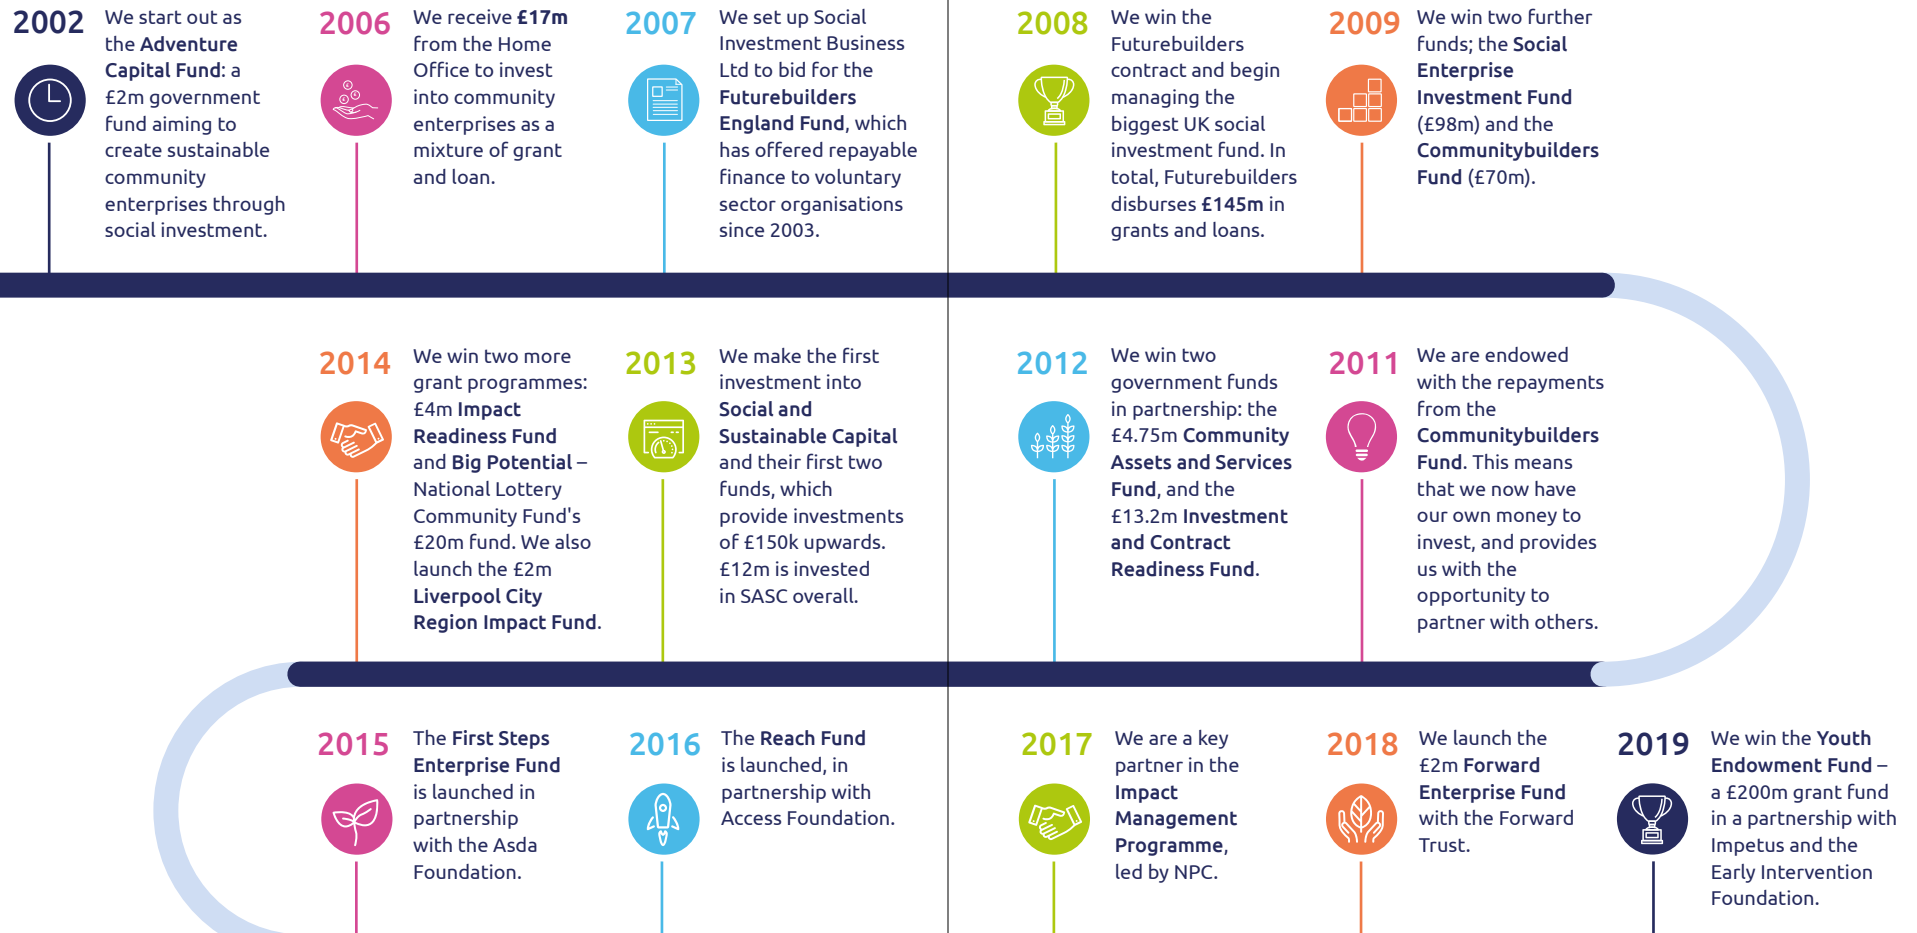 2002
We start out as
the Adventure
Capital Fund: a
£2m government
fund aiming to
create sustainable
community
enterprises through
social investment.
2006
We receive £17m
from the Home
Office to invest
into community
enterprises as a
mixture of grant
and loan.
2007
We set up Social
Investment Business
Ltd to bid for the
Futurebuilders
England Fund, which
has offered repayable
finance to voluntary
sector organisations
since 2003.
2008
We win the
Futurebuilders
contract and begin
managing the
biggest UK social
investment fund. In
total, Futurebuilders
disburses £145m in
grants and loans.
2009
We win two further
funds; the Social
Enterprise
Investment Fund
(£98m) and the
Communitybuilders
Fund (£70m).
2014
We win two more
grant programmes:
£4m Impact
Readiness Fund
and Big Potential –
National Lottery
Community Fund's
£20m fund. We also
launch the £2m
Liverpool City
Region Impact Fund.
2013
We make the first
investment into
Social and
Sustainable Capital
and their first two
funds, which
provide investments
of £150k upwards.
£12m is invested
in SASC overall.
2012
We win two
government funds
in partnership: the
£4.75m Community
Assets and Services
Fund, and the
£13.2m Investment
and Contract
Readiness Fund.
2011
We are endowed
with the repayments
from the
Communitybuilders
Fund. This means
that we now have
our own money to
invest, and provides
us with the
opportunity to
partner with others.
2015
The First Steps
Enterprise Fund
is launched in
partnership
with the Asda
Foundation.
2016
The Reach Fund
is launched, in
partnership with
Access Foundation.
2017
We are a key
partner in the
Impact
Management
Programme,
led by NPC.
2018
We launch the
£2m Forward
Enterprise Fund
with the Forward
Trust.
2019
We win the Youth
Endowment Fund –
a £200m grant fund
in a partnership with
Impetus and the
Early Intervention
Foundation.